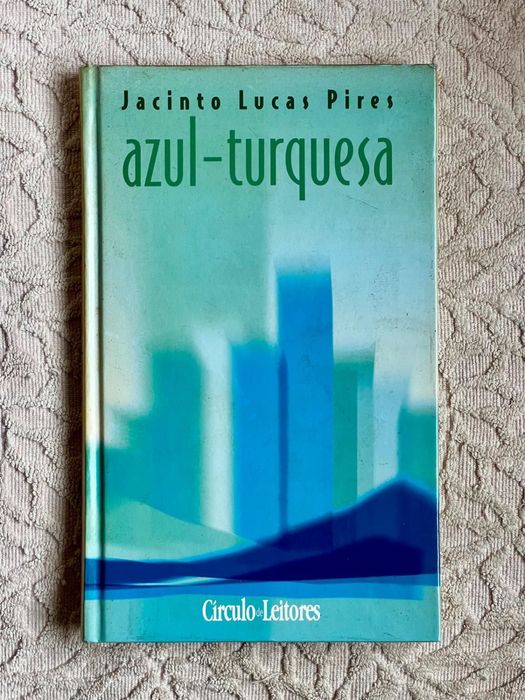 Jacinto Lucas Pires
azul-turquesa
Círculo de Leitores